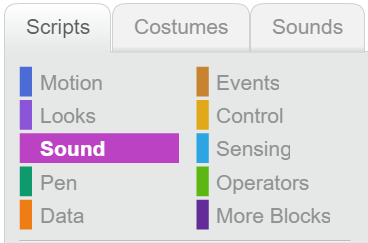 Scripts Costumes Sounds
Motion Events
Looks Control
Sound Sensing
Pen Operators
Data More Blocks